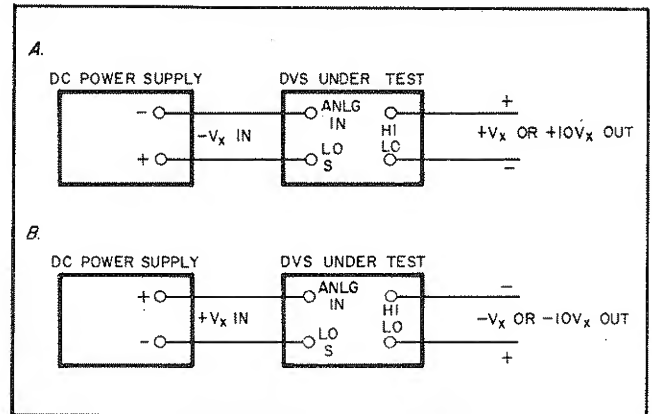 A.
DC POWER SUPPLY DVS UNDER TEST
- ANLG IN +
-Vx IN HI +Vx OR +10Vx OUT
+ LO S LO -
B.
DC POWER SUPPLY DVS UNDER TEST
+ ANLG IN -
+Vx IN HI -Vx OR -10Vx OUT
- LO S LO +